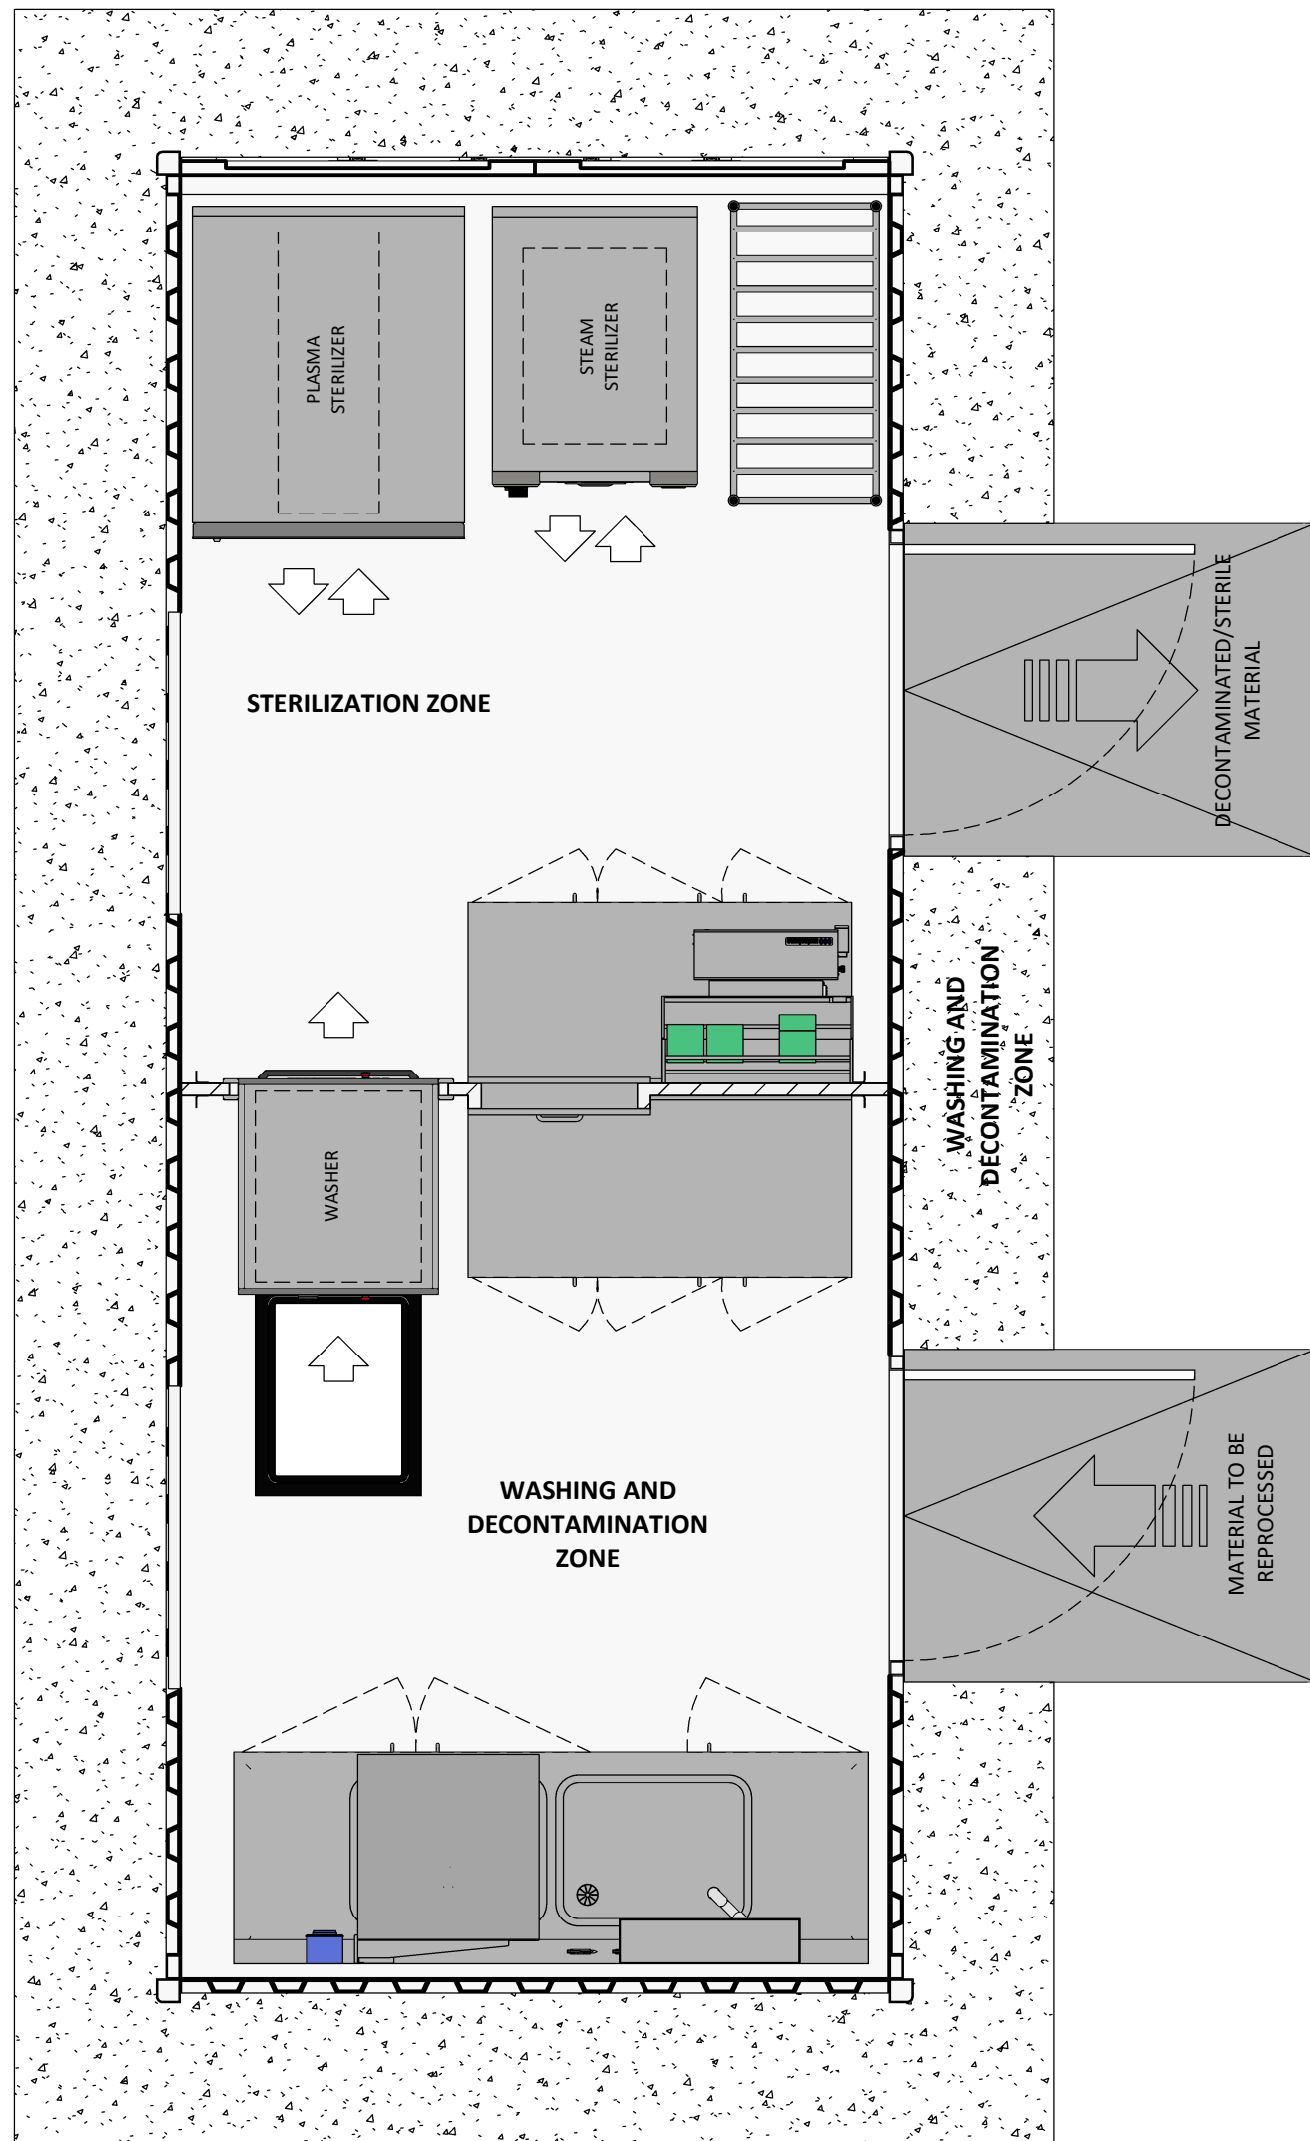 PLASMA
STERILIZER
STEAM
STERILIZER
DECONTAMINATED/STERILE
MATERIAL
STERILIZATION ZONE
WASHING AND
DECONTAMINATION
ZONE
WASHER
MATERIAL TO BE
REPROCESSED
WASHING AND
DECONTAMINATION
ZONE